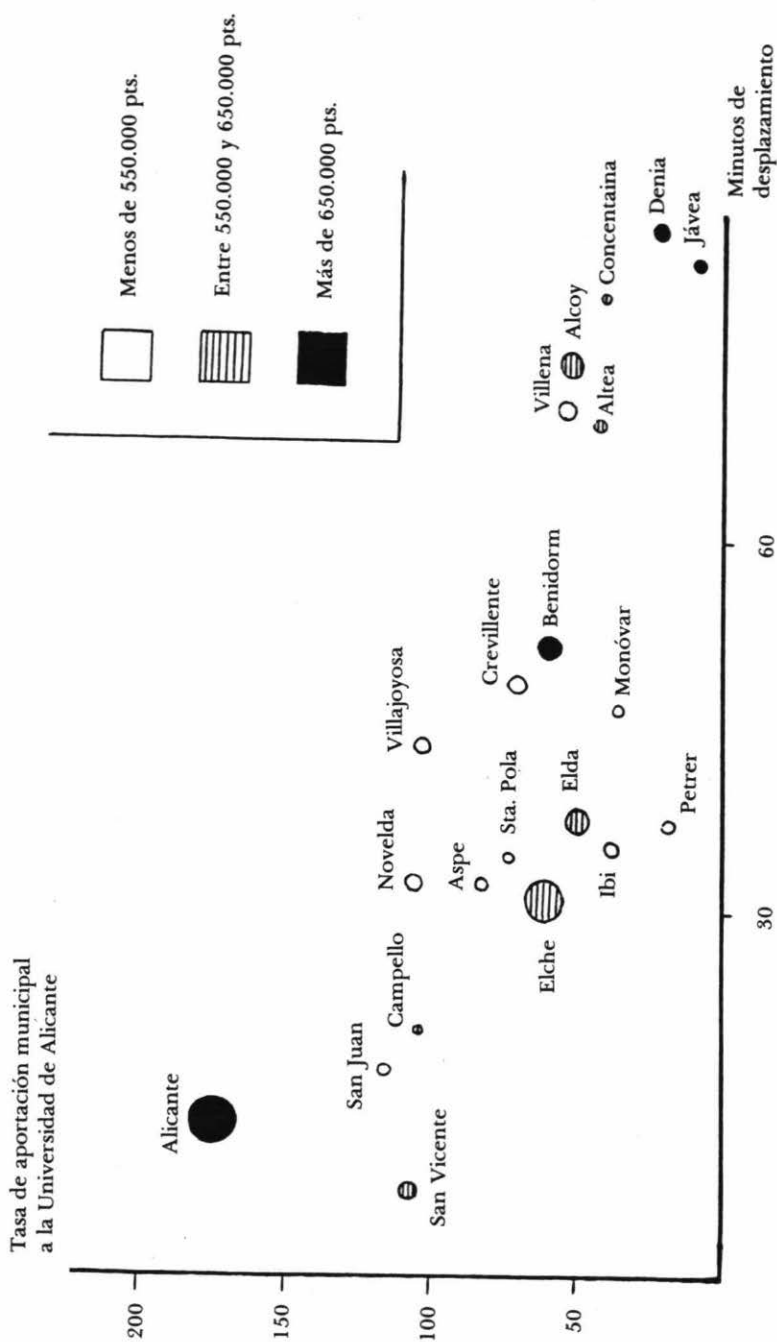 Tasa de aportación municipal
a la Universidad de Alicante
200
150
100
50
30
60
Minutos de
desplazamiento
Menos de 550.000 pts.
Entre 550.000 y 650.000 pts.
Más de 650.000 pts.
Alicante
San Vicente
San Juan
Campello
Novelda
Villajoyosa
Aspe
Sta. Pola
Crevillente
Elche
Elda
Benidorm
Ibi
Monóvar
Petrer
Villena
Alcoy
Altea
Concentaina
Denia
Jávea